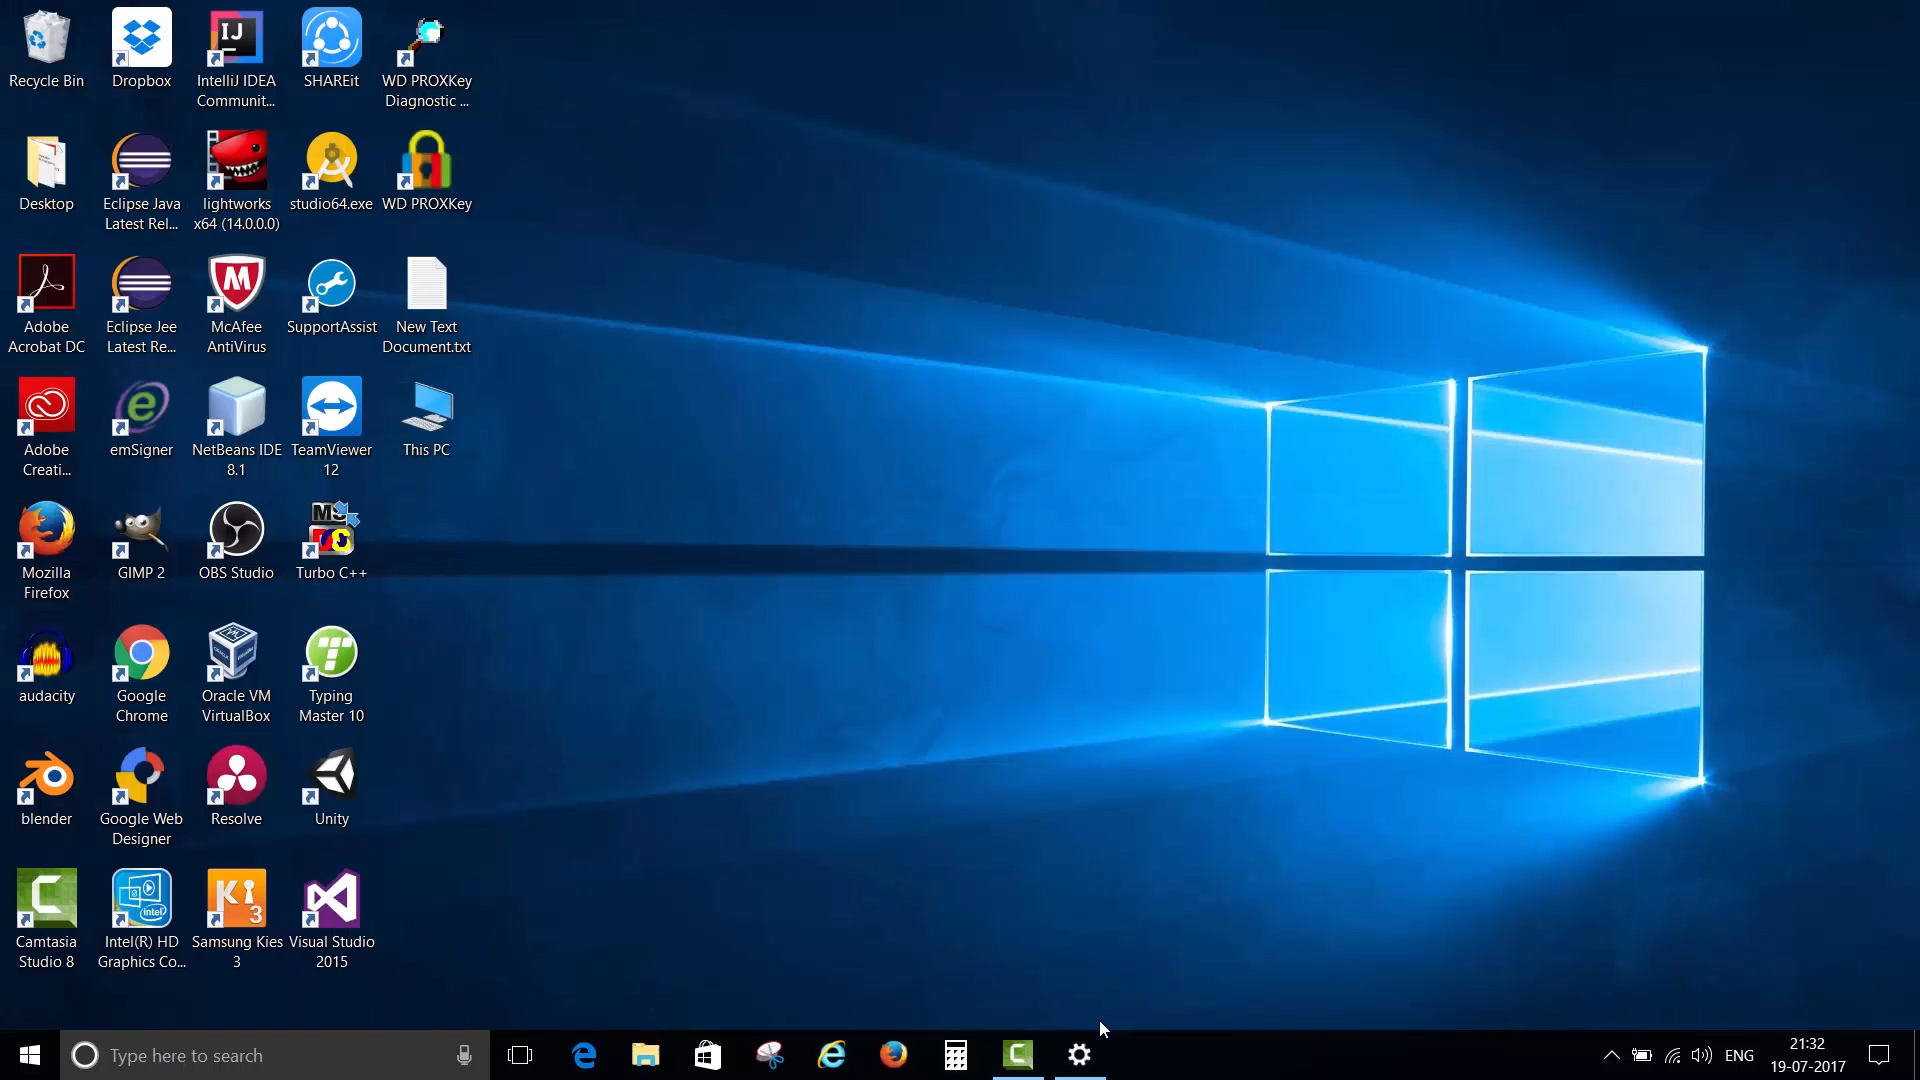 Recycle Bin
Dropbox
IntelliJ IDEA
Communit...
SHAREit
WD PROXKey
Diagnostic ...
Desktop
Eclipse Java
Latest Rel...
lightworks
x64 (14.0.0.0)
studio64.exe
WD PROXKey
Adobe
Acrobat DC
Eclipse Jee
Latest Re...
McAfee
AntiVirus
SupportAssist
New Text
Document.txt
Adobe
Creati...
emSigner
NetBeans IDE
8.1
TeamViewer
12
This PC
Mozilla
Firefox
GIMP 2
OBS Studio
Turbo C++
audacity
Google
Chrome
Oracle VM
VirtualBox
Typing
Master 10
blender
Google Web
Designer
Resolve
Unity
Camtasia
Studio 8
Intel(R) HD
Graphics Co...
Samsung Kies
3
Visual Studio
2015
Type here to search
ENG
21:32
19-07-2017